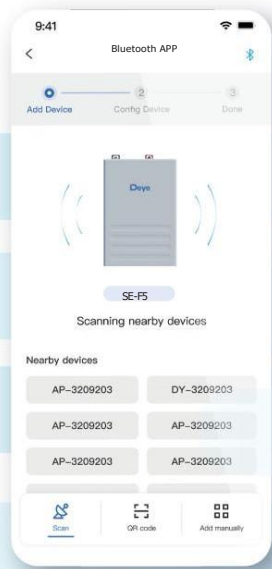 9:41
Bluetooth APP
2
3
Add Device
Config Device
Done
Deye
SE-F5
Scanning nearby devices
Nearby devices
AP-3209203
DY-3209203
AP-3209203
AP-3209203
AP-3209203
AP-3209203
Scan
QR code
Add manually